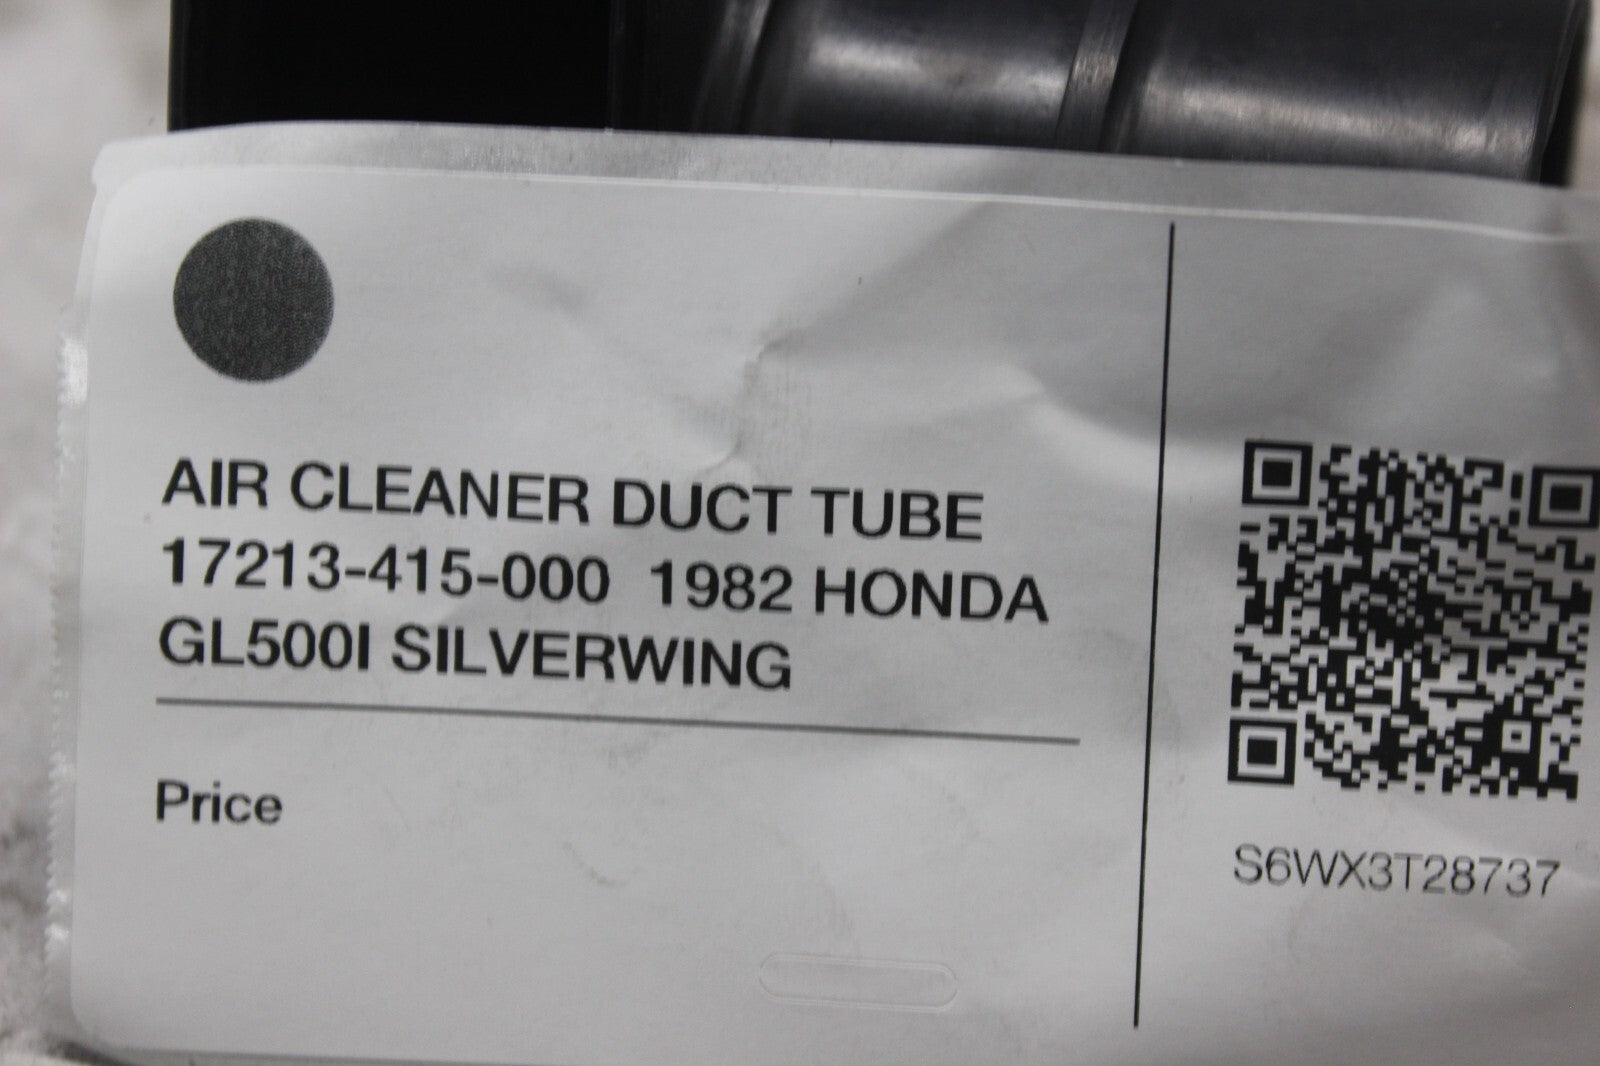 AIR CLEANER DUCT TUBE
17213-415-000 1982 HONDA
GL500I SILVERWING
Price
S6WX3T28737